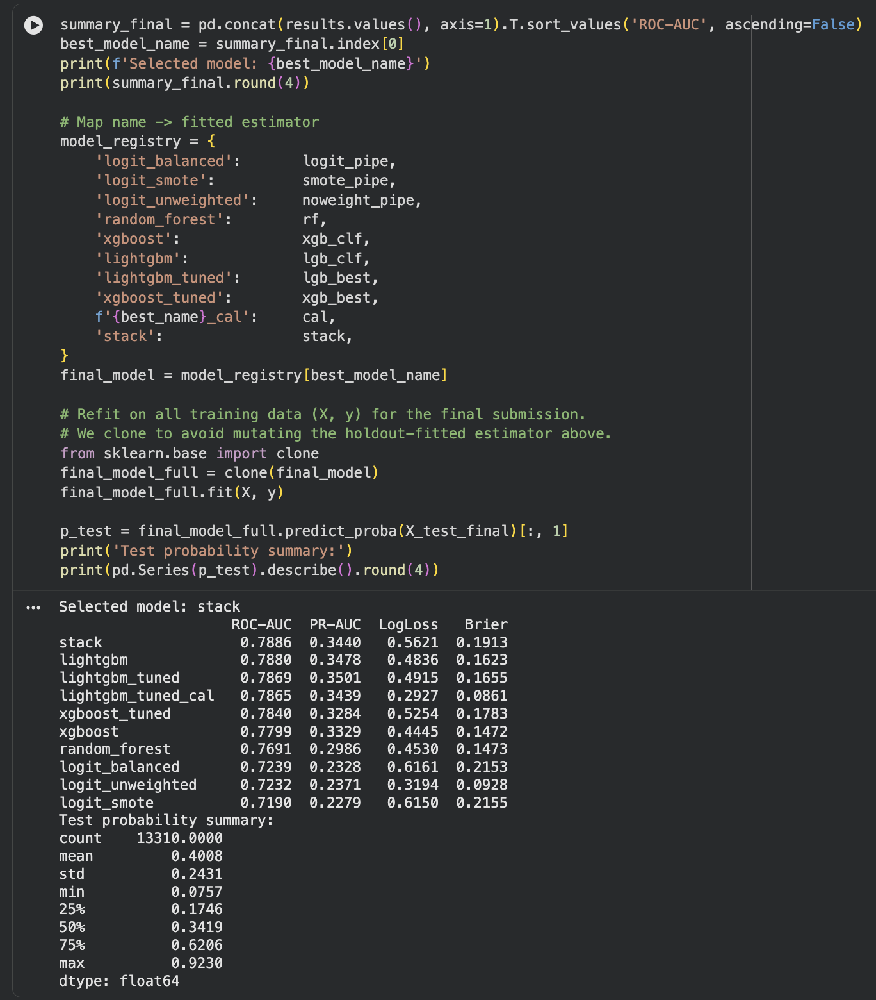 summary_final = pd.concat(results.values(), axis=1).T.sort_values('ROC-AUC', ascending=False)
best_model_name = summary_final.index[0]
print(f'Selected model: {best_model_name}')
print(summary_final.round(4))

# Map name -> fitted estimator
model_registry = {
    'logit_balanced':       logit_pipe,
    'logit_smote':          smote_pipe,
    'logit_unweighted':     noweight_pipe,
    'random_forest':        rf,
    'xgboost':              xgb_clf,
    'lightgbm':             lgb_clf,
    'lightgbm_tuned':       lgb_best,
    'xgboost_tuned':        xgb_best,
    f'{best_name}_cal':     cal,
    'stack':                stack,
}
final_model = model_registry[best_model_name]

# Refit on all training data (X, y) for the final submission.
# We clone to avoid mutating the holdout-fitted estimator above.
from sklearn.base import clone
final_model_full = clone(final_model)
final_model_full.fit(X, y)

p_test = final_model_full.predict_proba(X_test_final)[:, 1]
print('Test probability summary:')
print(pd.Series(p_test).describe().round(4))
Selected model: stack
                    ROC-AUC  PR-AUC  LogLoss   Brier
stack                0.7886  0.3440   0.5621  0.1913
lightgbm             0.7880  0.3478   0.4836  0.1623
lightgbm_tuned       0.7869  0.3501   0.4915  0.1655
lightgbm_tuned_cal   0.7865  0.3439   0.2927  0.0861
xgboost_tuned        0.7840  0.3284   0.5254  0.1783
xgboost              0.7799  0.3329   0.4445  0.1472
random_forest        0.7691  0.2986   0.4530  0.1473
logit_balanced       0.7239  0.2328   0.6161  0.2153
logit_unweighted     0.7232  0.2371   0.3194  0.0928
logit_smote          0.7190  0.2279   0.6150  0.2155
Test probability summary:
count    13310.0000
mean         0.4008
std          0.2431
min          0.0757
25%          0.1746
50%          0.3419
75%          0.6206
max          0.9230
dtype: float64